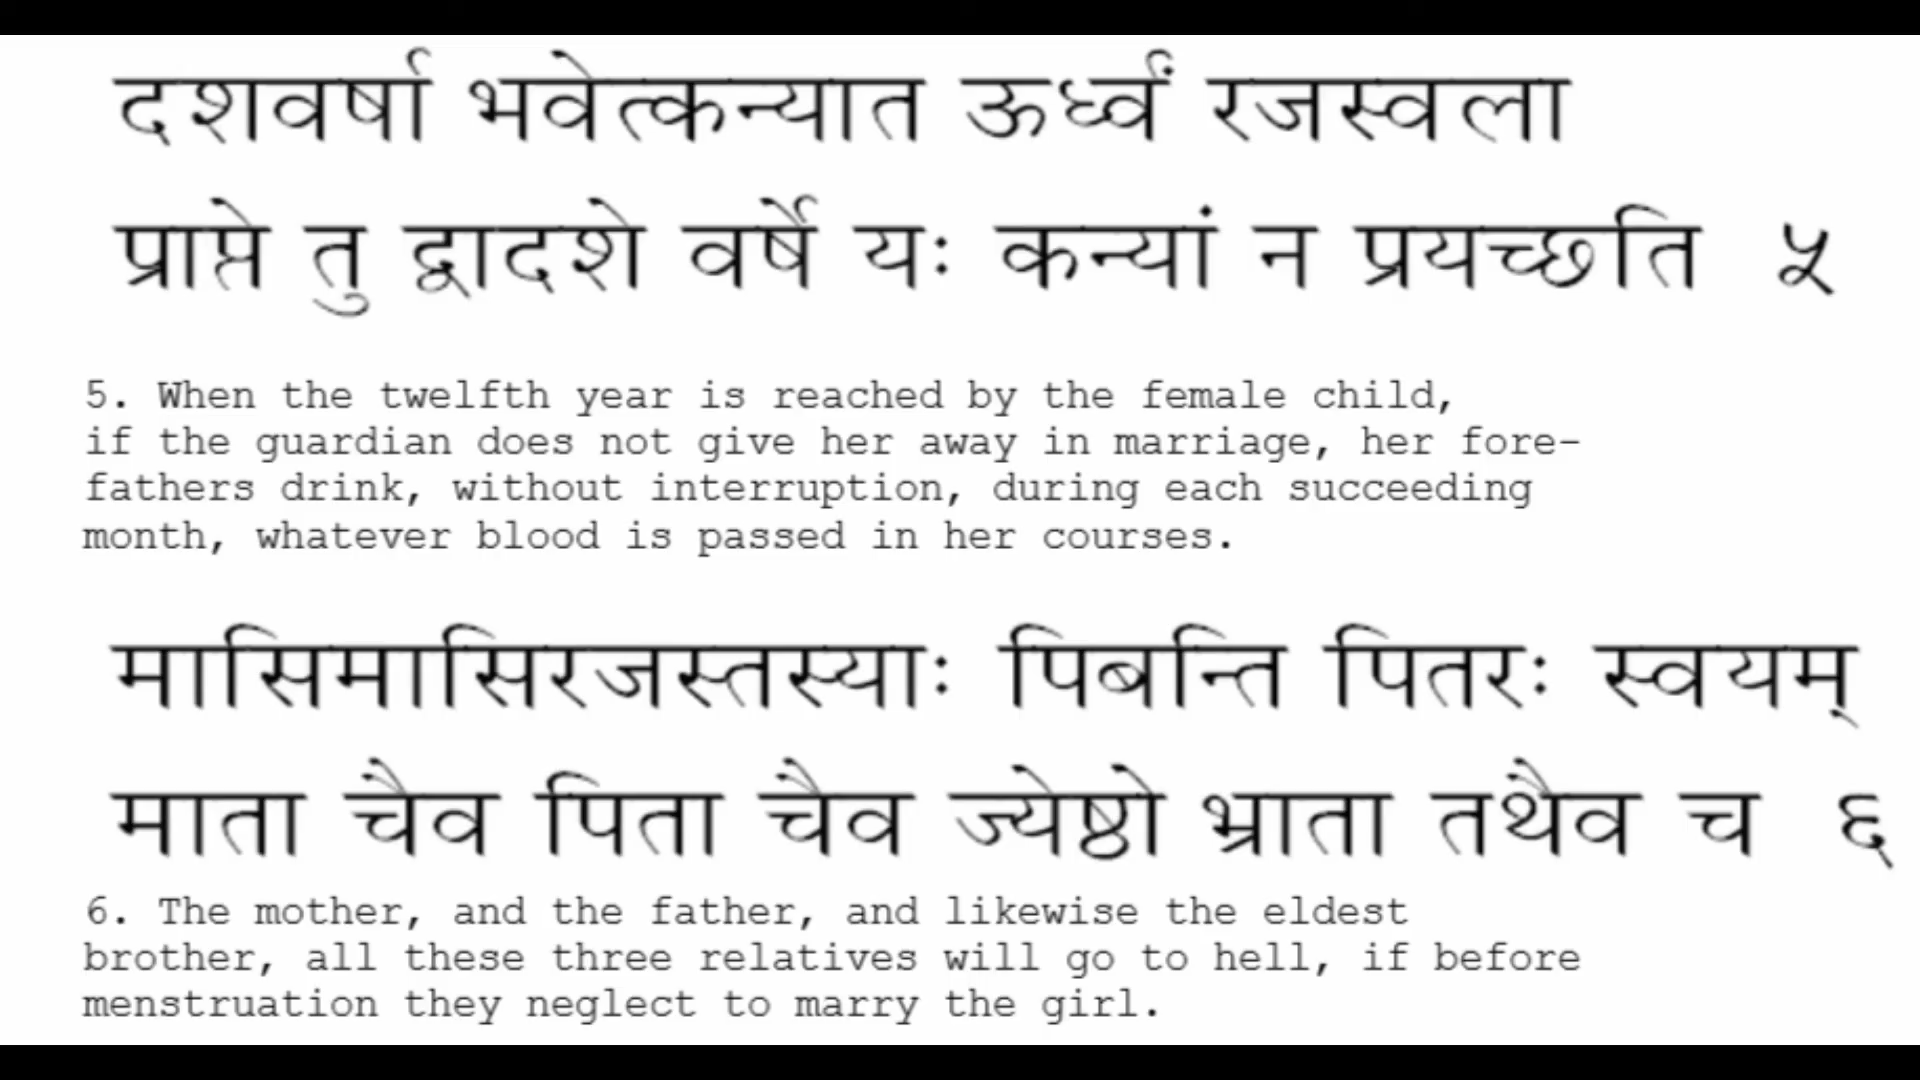 दशवर्षा भवेत्कन्यात ऊर्ध्वं रजस्वला
प्राप्ते तु द्वादशे वर्षे यः कन्यां न प्रयच्छति ५
5. When the twelfth year is reached by the female child,
if the guardian does not give her away in marriage, her fore-
fathers drink, without interruption, during each succeeding
month, whatever blood is passed in her courses.
मासिमासिरजस्तस्याः पिबन्ति पितरः स्वयम्
माता चैव पिता चैव ज्येष्ठो भ्राता तथैव च ६
6. The mother, and the father, and likewise the eldest
brother, all these three relatives will go to hell, if before
menstruation they neglect to marry the girl.